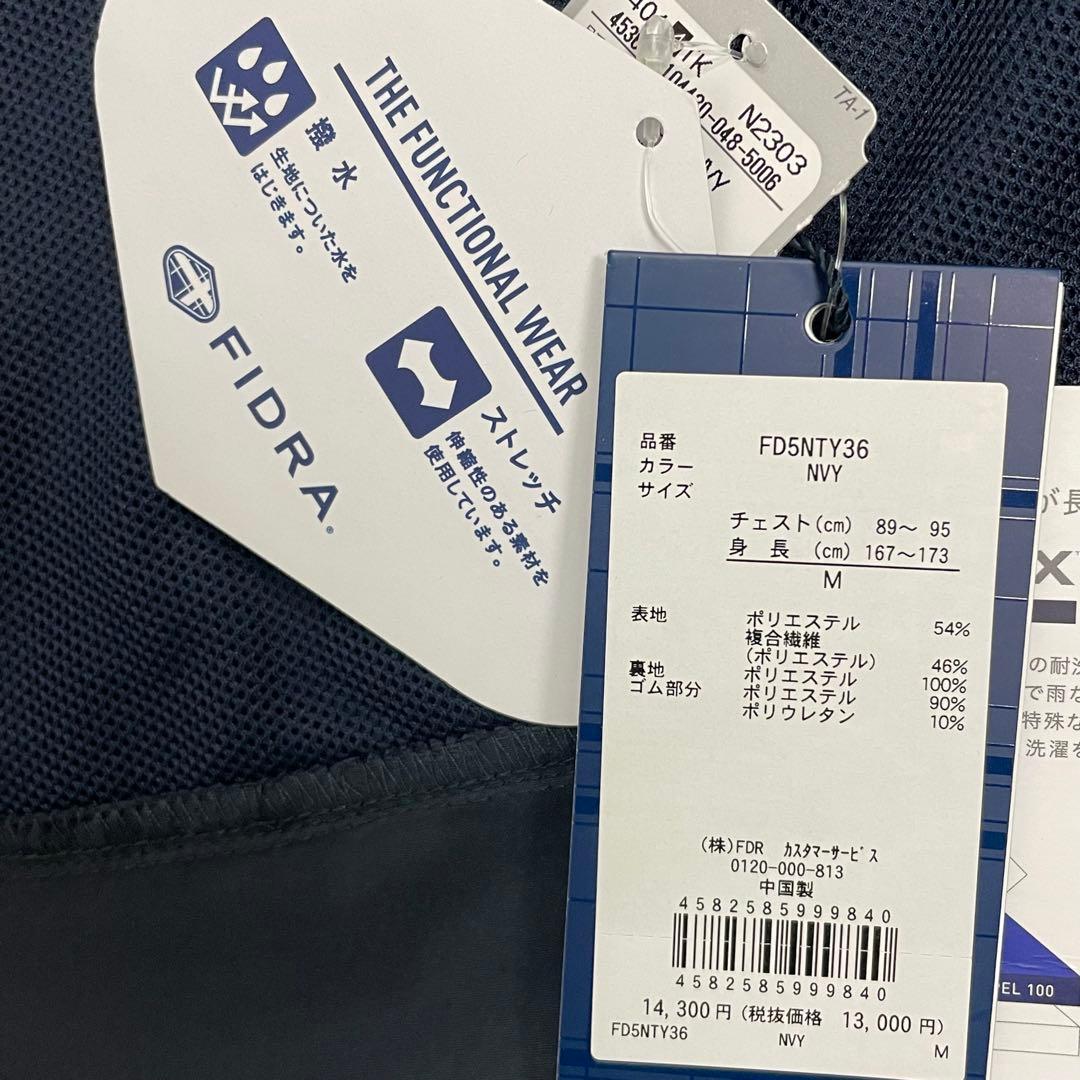 THE FUNCTIONAL WEAR
撥水
生地についた水を
はじきます。
ストレッチ
伸縮性のある素材を
使用しています。
FIDRA
TA-1
N2303
-048-5006
品番 FD5NTY36
カラー NVY
サイズ
チェスト(cm) 89〜 95
身 長 (cm) 167〜173
M
表地 ポリエステル 54%
複合繊維
(ポリエステル) 46%
裏地 ポリエステル 100%
ゴム部分 ポリエステル 90%
ポリウレタン 10%
(株)FDR カスタマーサービス
0120-000-813
中国製
4582585999840
4582585999840
14,300円 (税抜価格 13,000円)
FD5NTY36 NVY M
が長
X
で雨な
特殊な
洗濯を
PEL 100